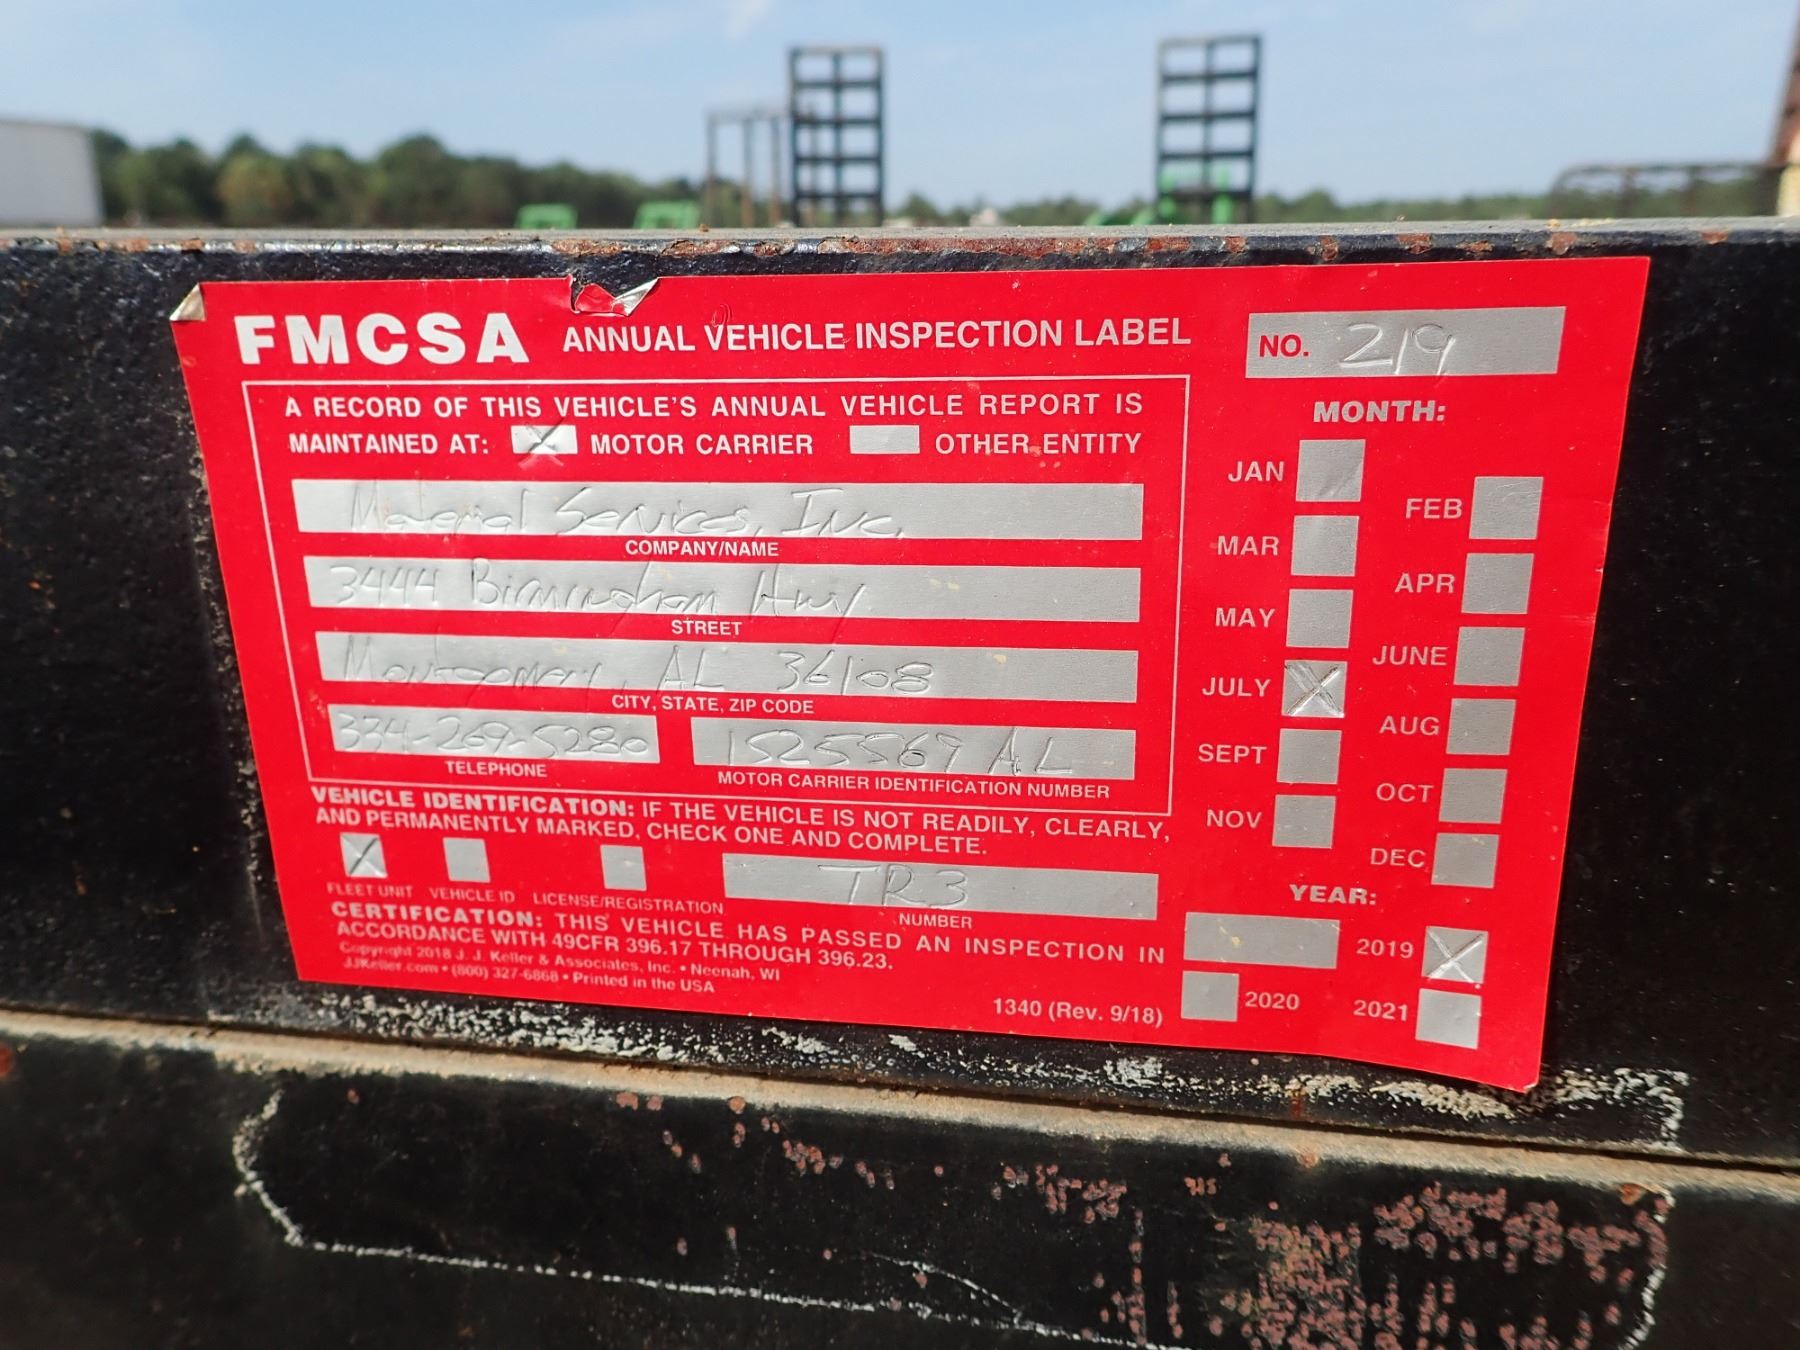 FMCSA ANNUAL VEHICLE INSPECTION LABEL
NO. 219
A RECORD OF THIS VEHICLE'S ANNUAL VEHICLE REPORT IS
MAINTAINED AT: X MOTOR CARRIER OTHER ENTITY
Material Services, Inc.
COMPANY/NAME
3444 Birmingham Hwy
STREET
Montgomery, AL 36108
CITY, STATE, ZIP CODE
334-269-5280
TELEPHONE
1525569 AL
MOTOR CARRIER IDENTIFICATION NUMBER
VEHICLE IDENTIFICATION: IF THE VEHICLE IS NOT READILY, CLEARLY,
AND PERMANENTLY MARKED, CHECK ONE AND COMPLETE.
X
FLEET UNIT VEHICLE ID LICENSE/REGISTRATION
TR3
NUMBER
CERTIFICATION: THIS VEHICLE HAS PASSED AN INSPECTION IN
ACCORDANCE WITH 49CFR 396.17 THROUGH 396.23.
Copyright 2018 J. J. Keller & Associates, Inc. • Neenah, WI
JJKeller.com • (800) 327-6868 • Printed in the USA
1340 (Rev. 9/18)
MONTH:
JAN
FEB
MAR
APR
MAY
JUNE
JULY X
AUG
SEPT
OCT
NOV
DEC
YEAR:
2019 X
2020
2021